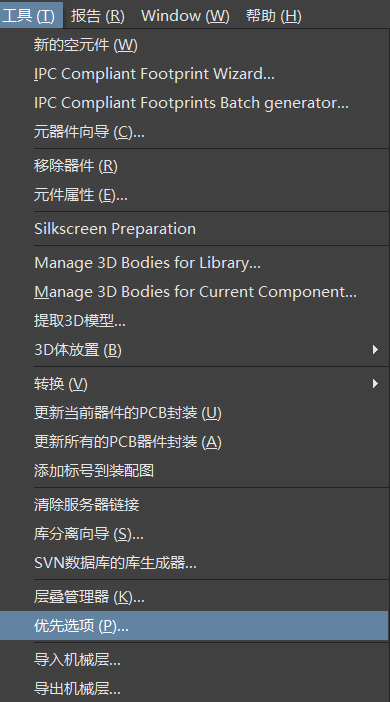 工具 (T) 报告 (R) Window (W) 帮助 (H)
新的空元件 (W)
IPC Compliant Footprint Wizard...
IPC Compliant Footprints Batch generator...
元器件向导 (C)...
移除器件 (R)
元件属性 (E)...
Silkscreen Preparation
Manage 3D Bodies for Library...
Manage 3D Bodies for Current Component...
提取3D模型...
3D体放置 (B)
转换 (V)
更新当前器件的PCB封装 (U)
更新所有的PCB器件封装 (A)
添加标号到装配图
清除服务器链接
库分离向导 (S)...
SVN数据库的库生成器...
层叠管理器 (K)...
优先选项 (P)...
导入机械层...
导出机械层...